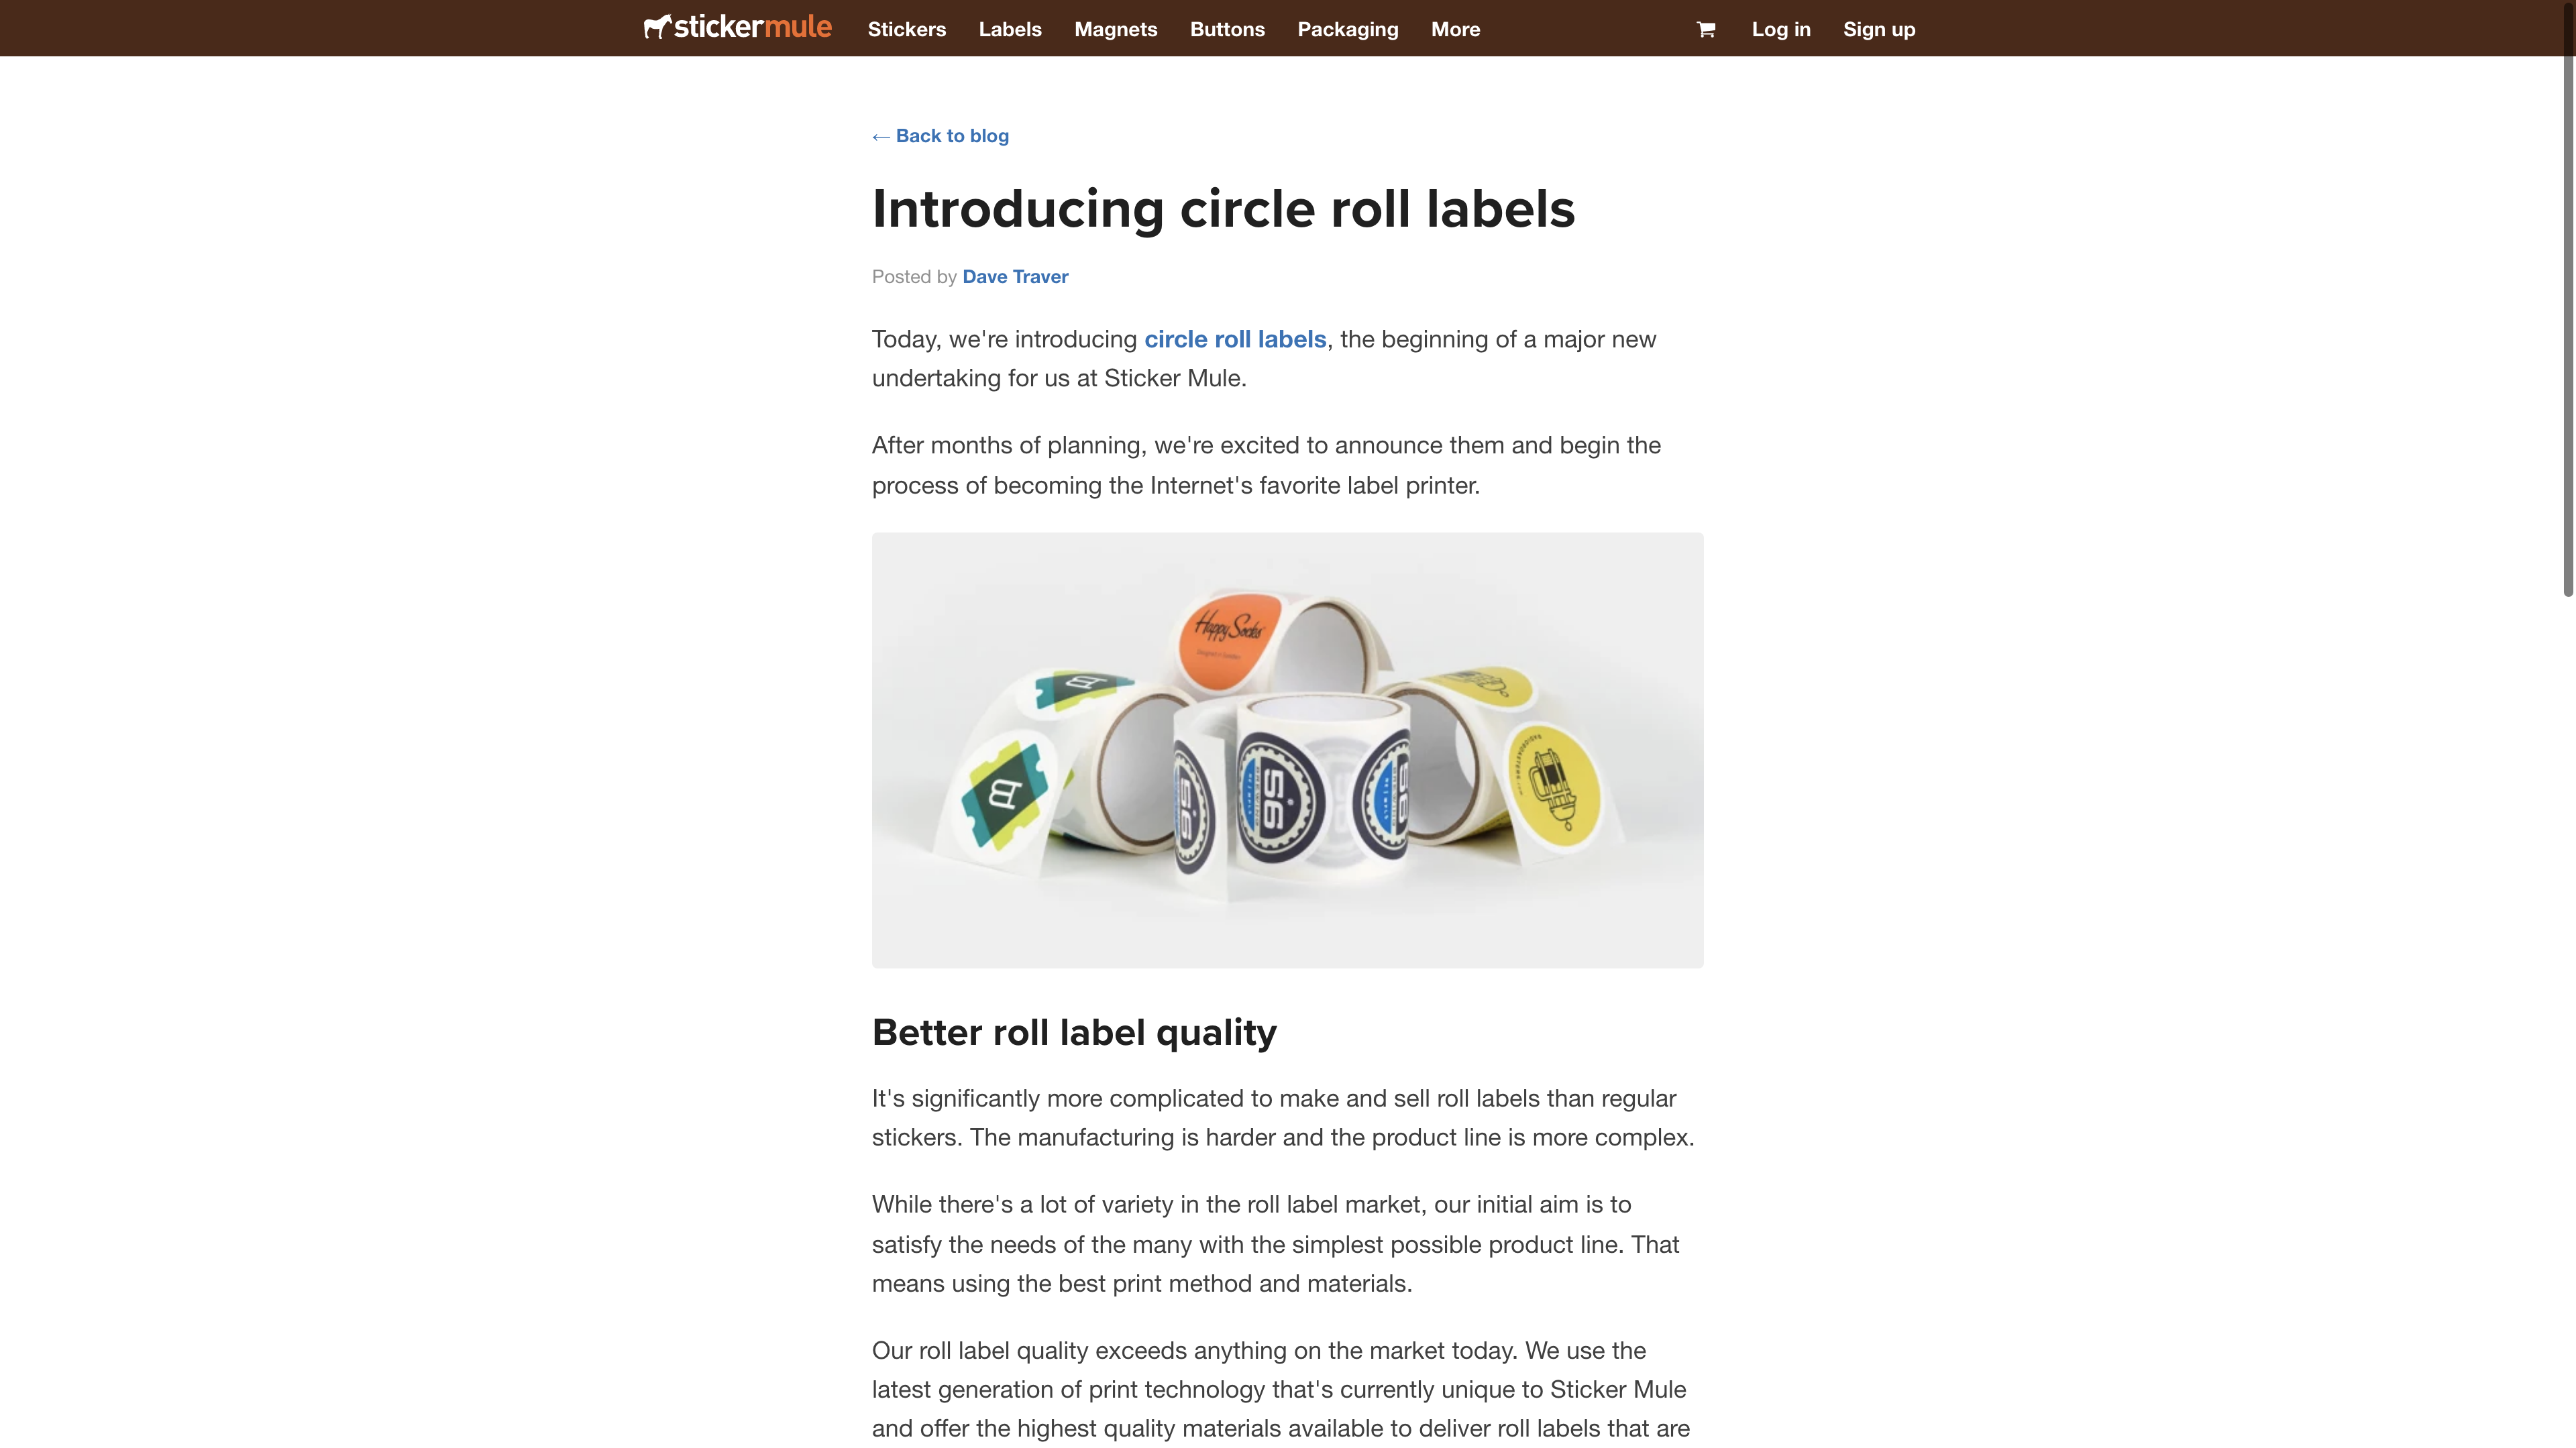 stickermule Stickers Labels Magnets Buttons Packaging More Log in Sign up
← Back to blog
Introducing circle roll labels
Posted by Dave Traver
Today, we're introducing circle roll labels, the beginning of a major new
undertaking for us at Sticker Mule.
After months of planning, we're excited to announce them and begin the
process of becoming the Internet's favorite label printer.
Happy Socks
56
56
56
Better roll label quality
It's significantly more complicated to make and sell roll labels than regular
stickers. The manufacturing is harder and the product line is more complex.
While there's a lot of variety in the roll label market, our initial aim is to
satisfy the needs of the many with the simplest possible product line. That
means using the best print method and materials.
Our roll label quality exceeds anything on the market today. We use the
latest generation of print technology that's currently unique to Sticker Mule
and offer the highest quality materials available to deliver roll labels that are